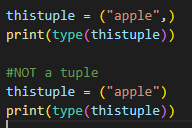 thistuple = ("apple",)
print(type(thistuple))

#NOT a tuple
thistuple = ("apple")
print(type(thistuple))